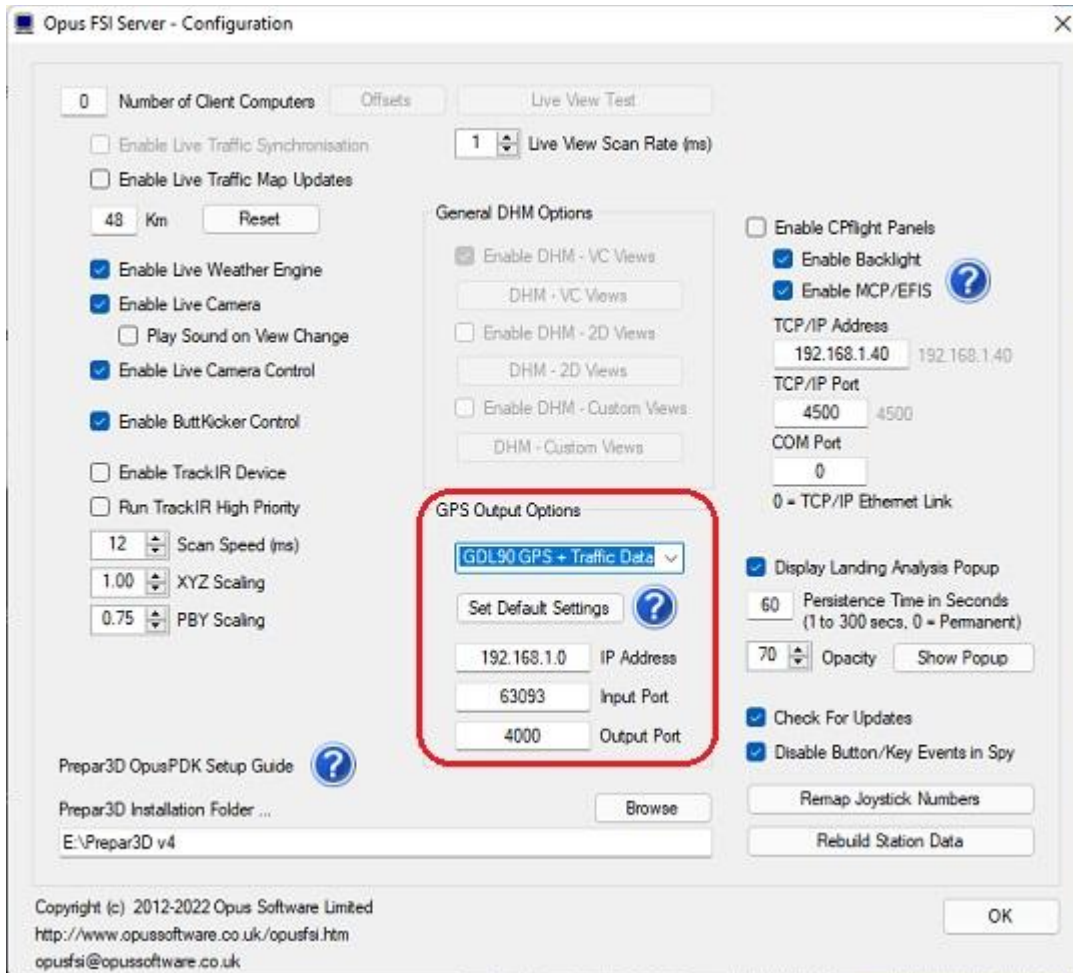 Opus FSI Server - Configuration
0 Number of Client Computers Offsets Live View Test
Enable Live Traffic Synchronisation
1 Live View Scan Rate (ms)
Enable Live Traffic Map Updates
48 Km Reset
Enable Live Weather Engine
Enable Live Camera
Play Sound on View Change
Enable Live Camera Control
Enable ButtKicker Control
Enable TrackIR Device
Run TrackIR High Priority
12 Scan Speed (ms)
1.00 XYZ Scaling
0.75 PBY Scaling
General DHM Options
Enable DHM - VC Views
DHM - VC Views
Enable DHM - 2D Views
DHM - 2D Views
Enable DHM - Custom Views
DHM - Custom Views
GPS Output Options
GDL90 GPS + Traffic Data
Set Default Settings ?
192.168.1.0 IP Address
63093 Input Port
4000 Output Port
Enable CPflight Panels
Enable Backlight
Enable MCP/EFIS ?
TCP/IP Address
192.168.1.40 192.168.1.40
TCP/IP Port
4500 4500
COM Port
0
0 = TCP/IP Ethernet Link
Display Landing Analysis Popup
60 Persistence Time in Seconds
(1 to 300 secs, 0 = Permanent)
70 Opacity Show Popup
Check For Updates
Disable Button/Key Events in Spy
Remap Joystick Numbers
Rebuild Station Data
Prepar3D OpusPDK Setup Guide ?
Prepar3D Installation Folder ... Browse
E:\Prepar3D v4
Copyright (c) 2012-2022 Opus Software Limited
http://www.opussoftware.co.uk/opusfsi.htm
opusfsi@opussoftware.co.uk
OK